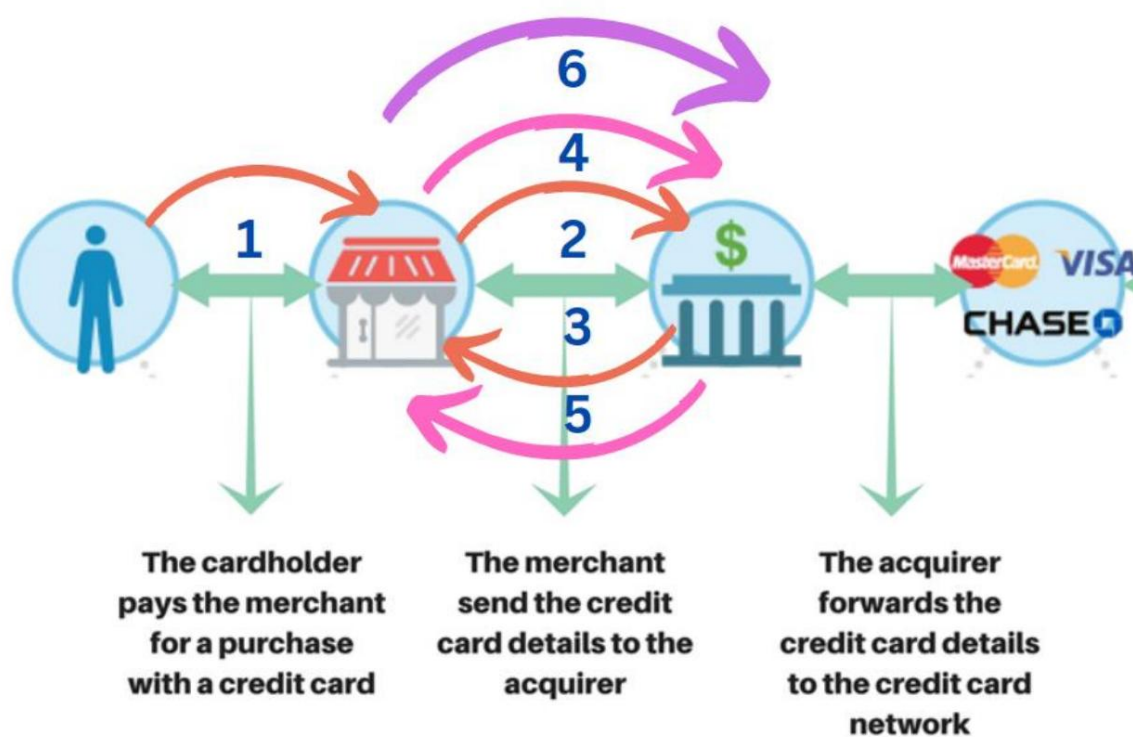 6
4
1
2
3
5
$
MasterCard
VISA
CHASE
The cardholder
pays the merchant
for a purchase
with a credit card
The merchant
send the credit
card details to the
acquirer
The acquirer
forwards the
credit card details
to the credit card
network